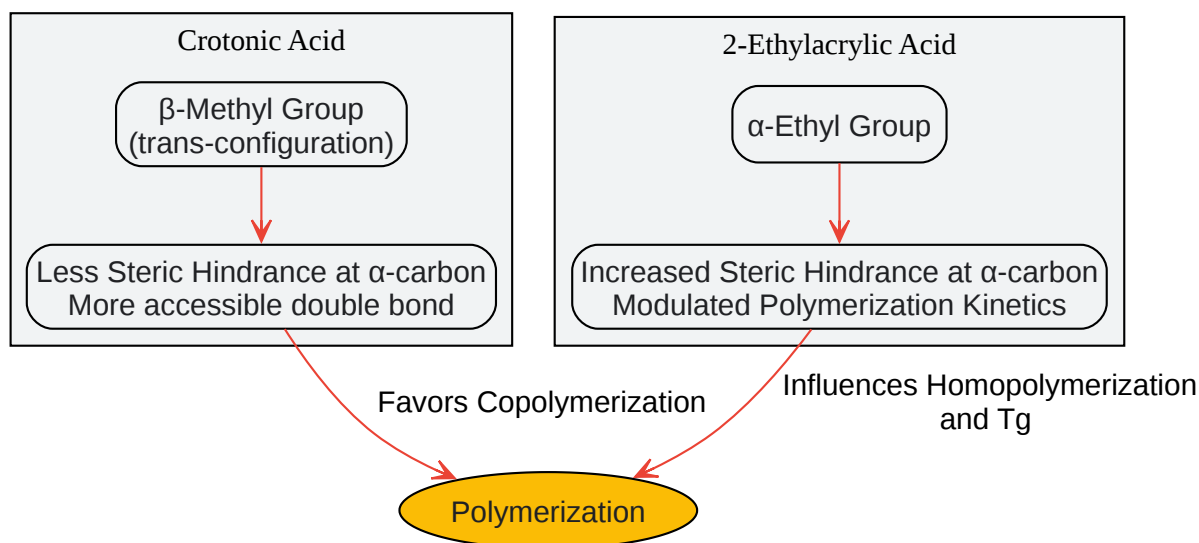 Crotonic Acid
β-Methyl Group
(trans-configuration)
Less Steric Hindrance at α-carbon
More accessible double bond
2-Ethylacrylic Acid
α-Ethyl Group
Increased Steric Hindrance at α-carbon
Modulated Polymerization Kinetics
Favors Copolymerization
Influences Homopolymerization
and Tg
Polymerization